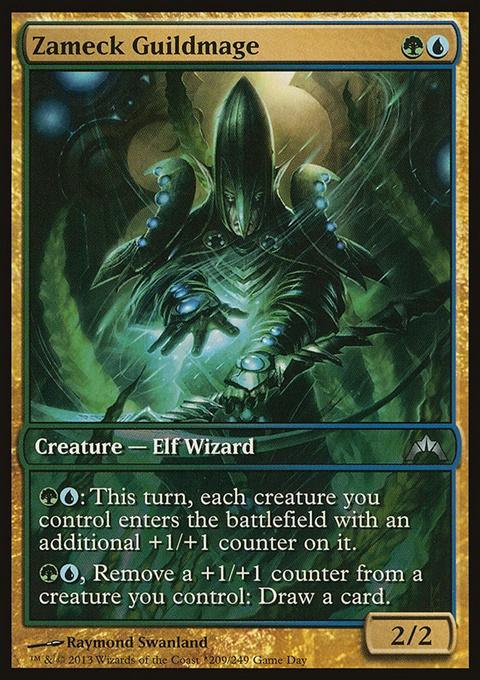 Zameck Guildmage
Creature — Elf Wizard
: This turn, each creature you
control enters the battlefield with an
additional +1/+1 counter on it.
, Remove a +1/+1 counter from a
creature you control: Draw a card.
Raymond Swanland
2/2
™ & © 2013 Wizards of the Coast *209/249 Game Day